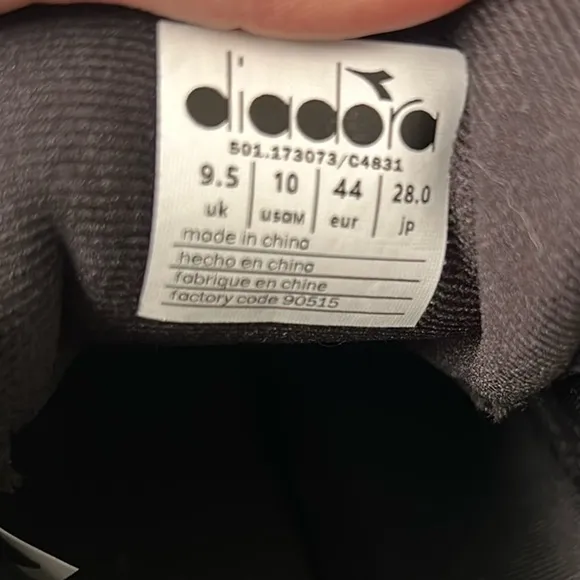 diadora
501.173073/C4831
9.5 10 44 28.0
uk usam eur jp
made in china
hecho en china
fabrique en chine
factory code 90515